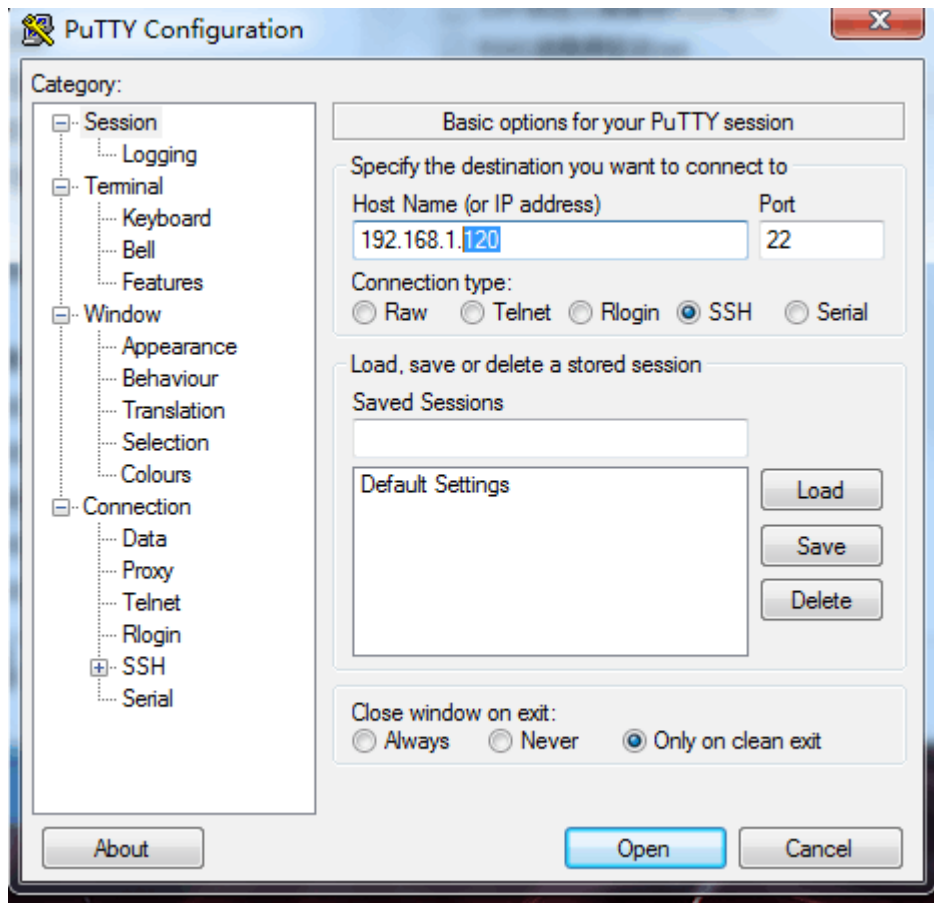 PuTTY Configuration
Category:
Session
Logging
Terminal
Keyboard
Bell
Features
Window
Appearance
Behaviour
Translation
Selection
Colours
Connection
Data
Proxy
Telnet
Rlogin
SSH
Serial
Basic options for your PuTTY session
Specify the destination you want to connect to
Host Name (or IP address) Port
192.168.1.120 22
Connection type:
Raw Telnet Rlogin SSH Serial
Load, save or delete a stored session
Saved Sessions
Default Settings
Load
Save
Delete
Close window on exit:
Always Never Only on clean exit
About Open Cancel